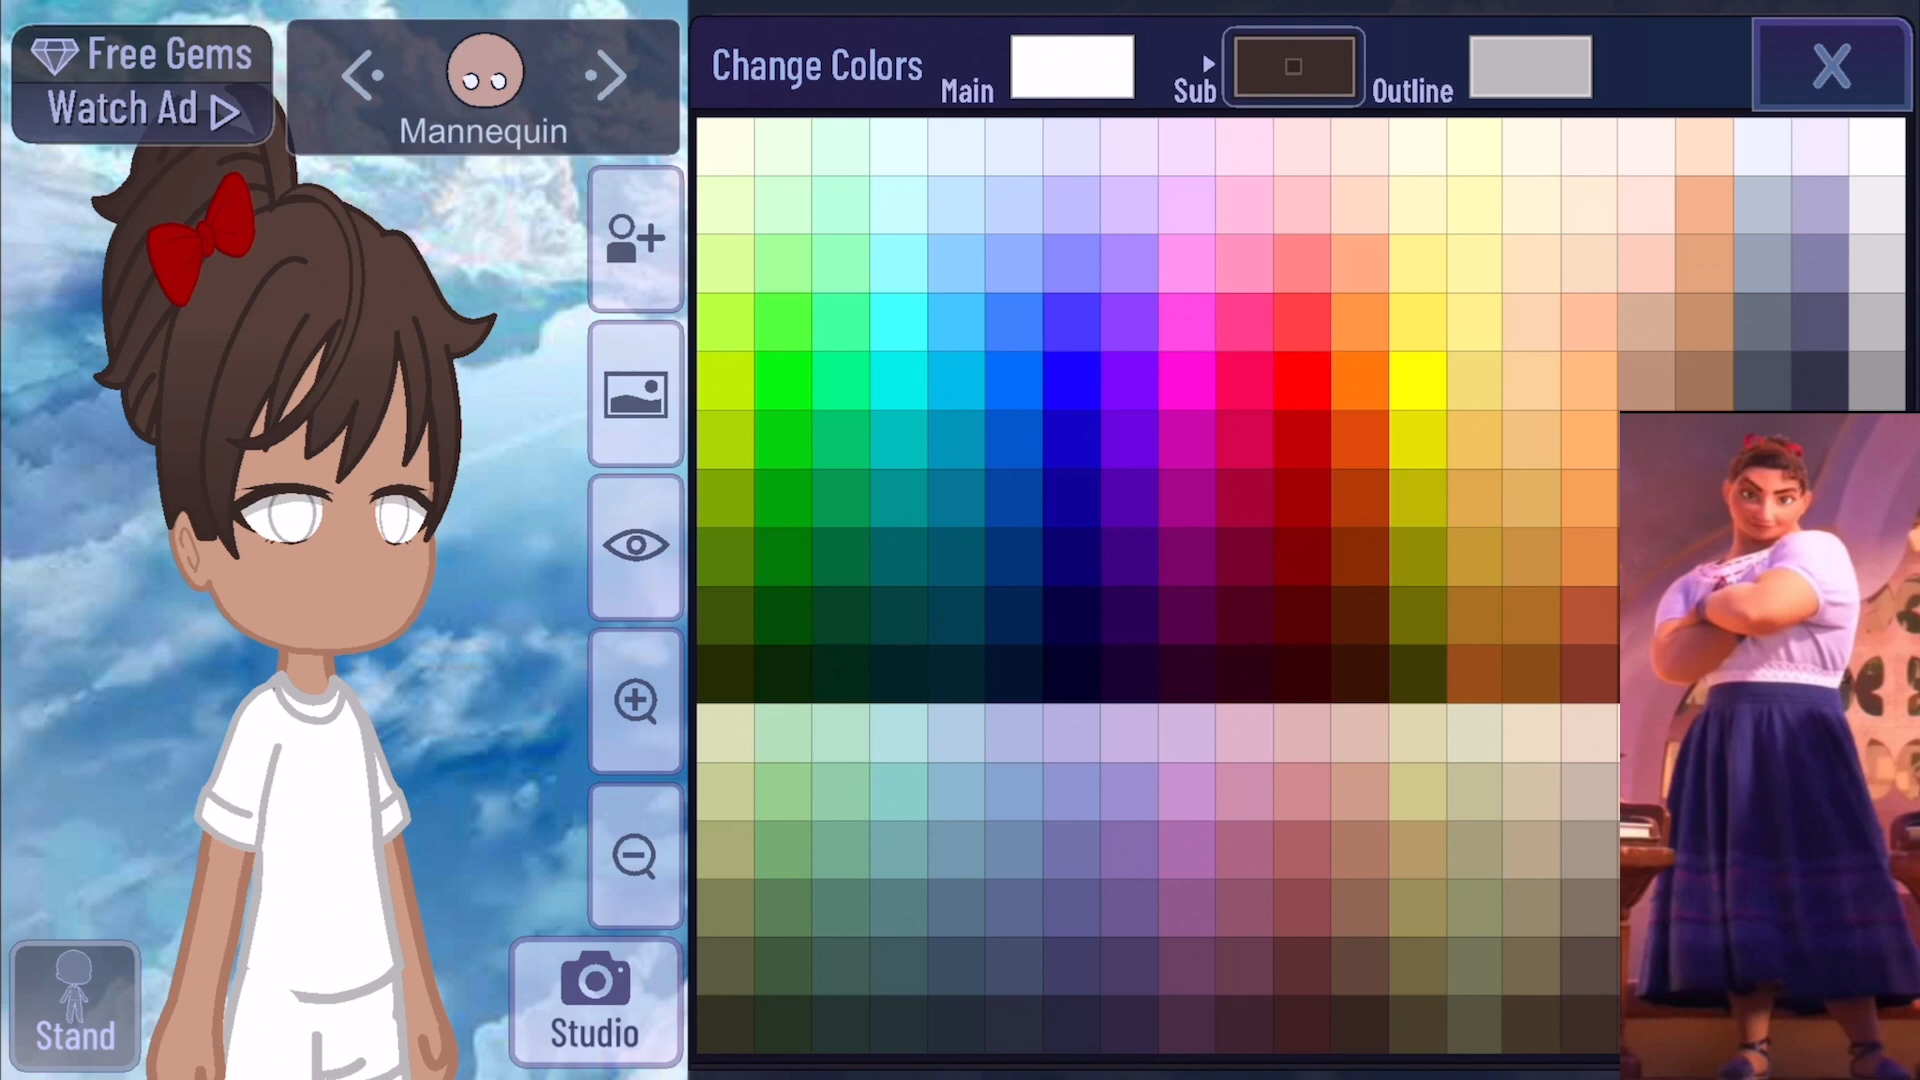 Free Gems
Watch Ad
Mannequin
Change Colors
Main
Sub
Outline
X
Stand
Studio